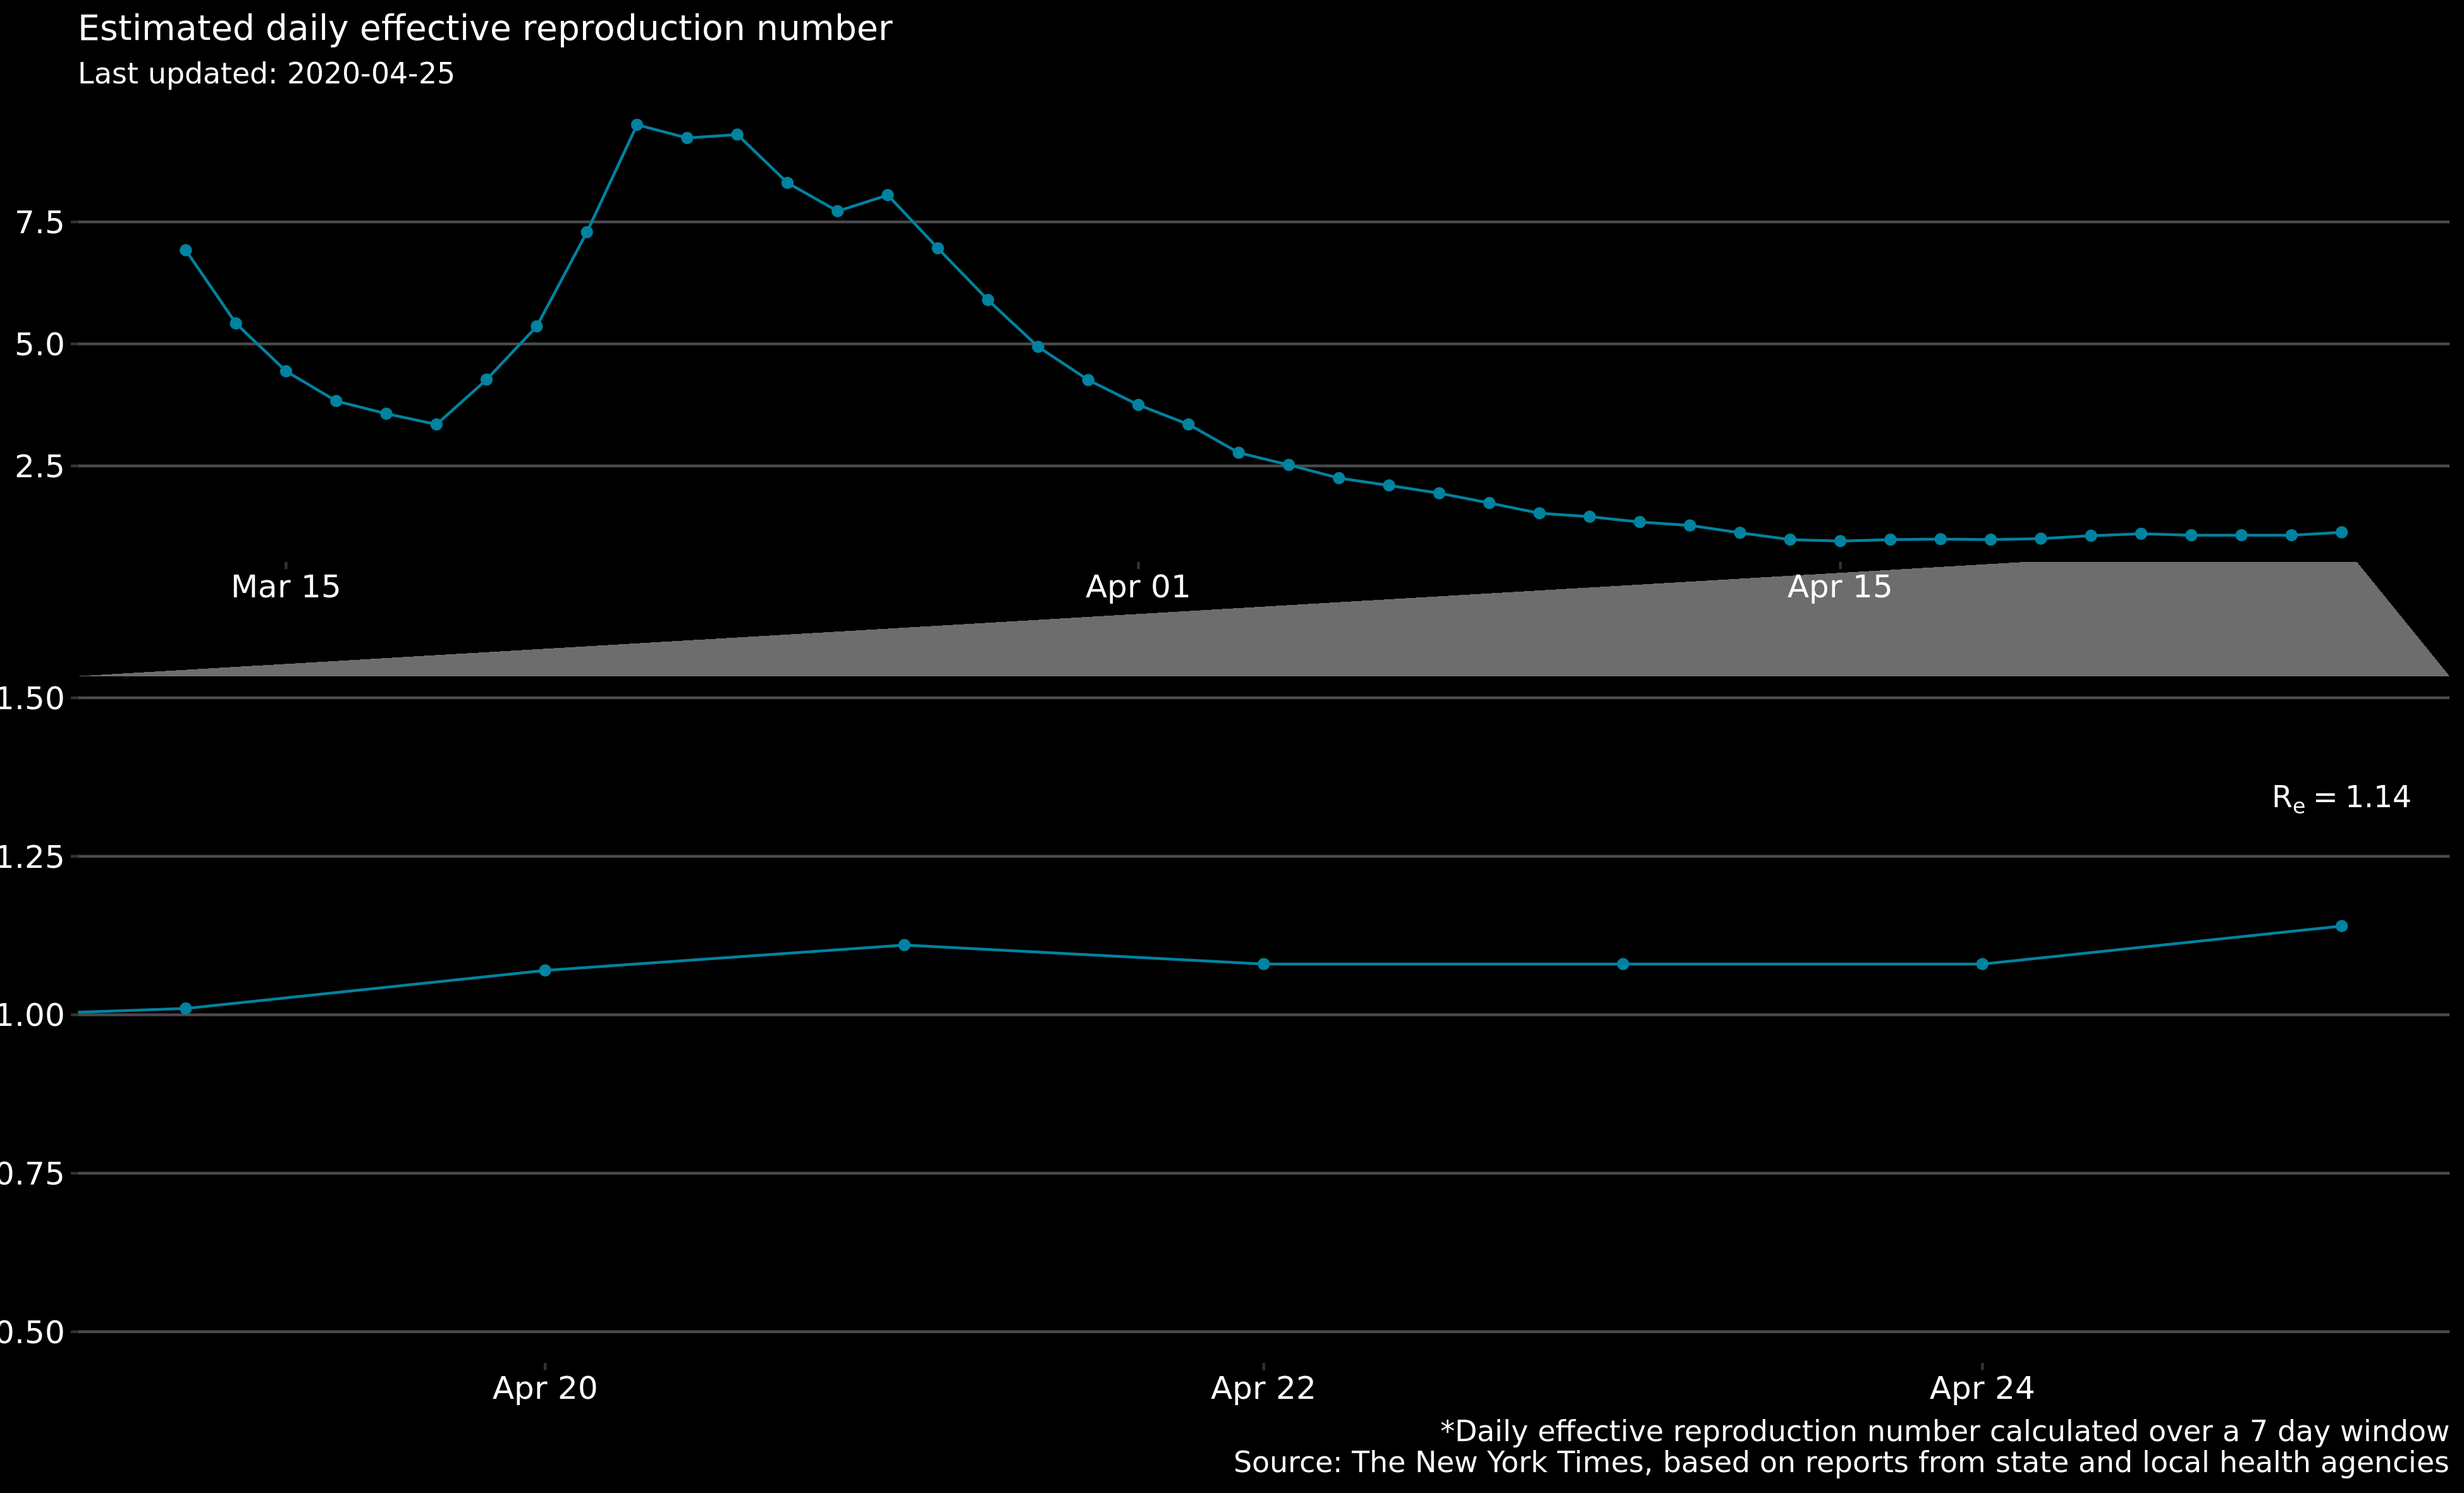 Estimated daily effective reproduction number
Last updated: 2020-04-25
7.5
5.0
2.5
Mar 15 Apr 01 Apr 15
1.50
Re = 1.14
1.25
1.00
0.75
0.50
Apr 20 Apr 22 Apr 24
*Daily effective reproduction number calculated over a 7 day window
Source: The New York Times, based on reports from state and local health agencies